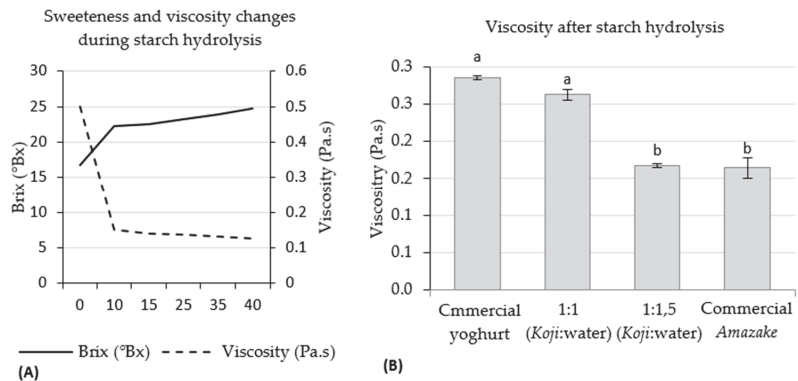 Sweeteness and viscosity changes
during starch hydrolysis
30
25
20
15
10
5
0
Brix (°Bx)
0.6
0.5
0.4
0.3
0.2
0.1
0
Viscosity (Pa.s)
0 10 15 25 35 40
Brix (°Bx) Viscosity (Pa.s)
(A)
Viscosity after starch hydrolysis
0.3
0.3
0.2
0.2
0.1
0.1
0.0
Viscositry (Pa.s)
a
a
b
b
Cmmercial
yoghurt
1:1
(Koji:water)
1:1,5
(Koji:water)
Commercial
Amazake
(B)